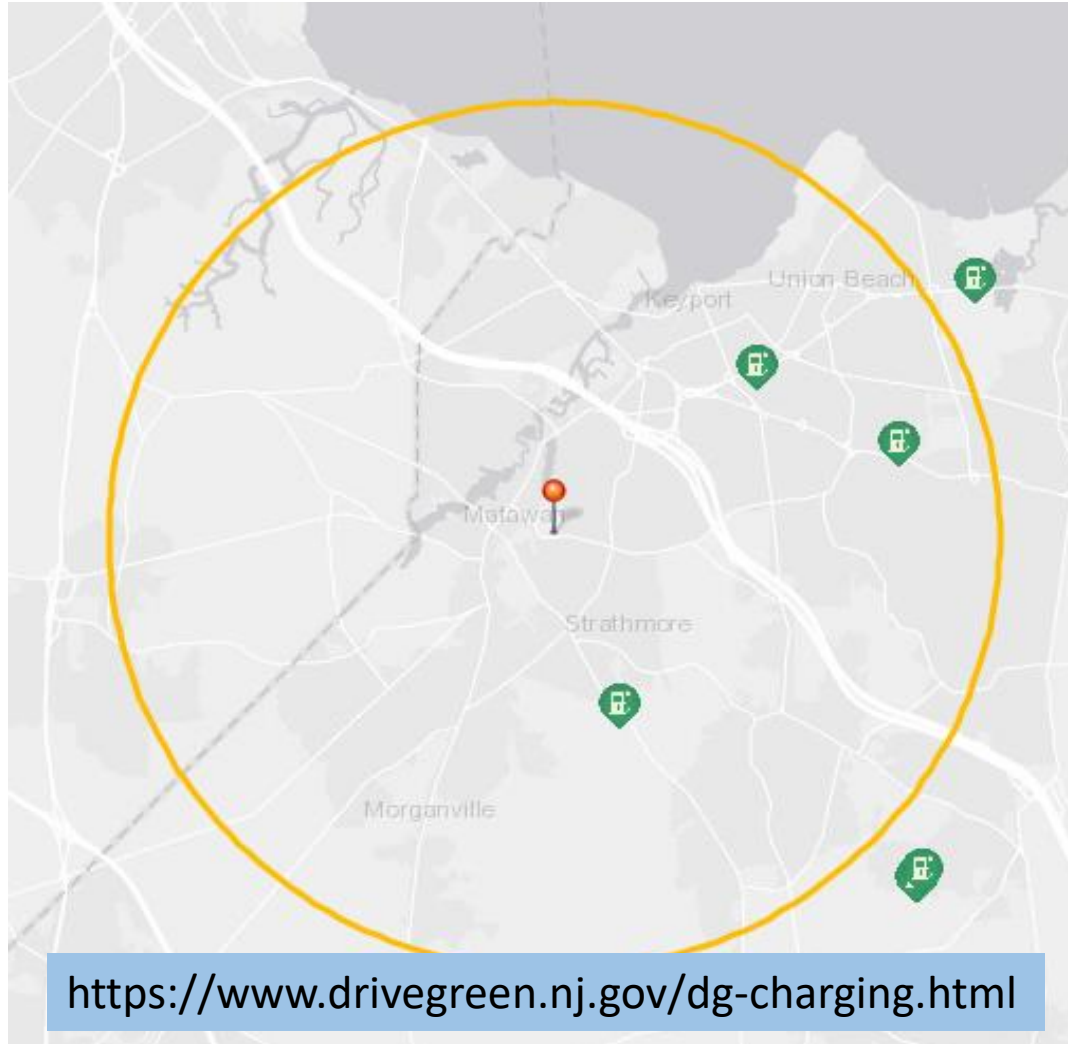 Union Beach
Keyport
Matawan
Strathmore
Morganville
https://www.drivegreen.nj.gov/dg-charging.html